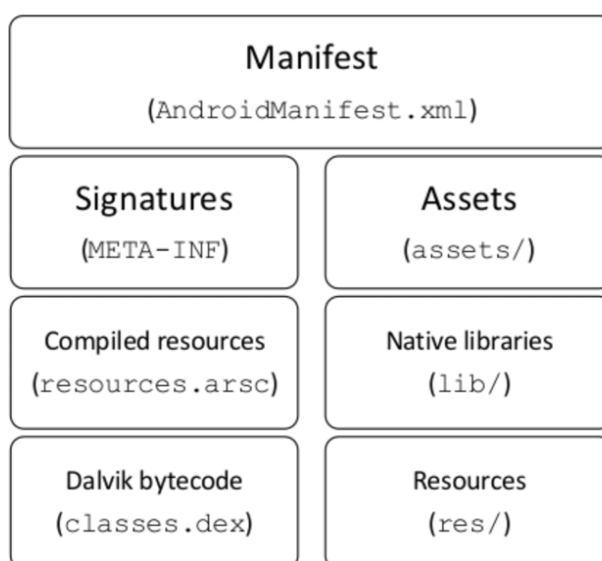 Manifest
(AndroidManifest.xml)
Signatures
(META-INF)
Assets
(assets/)
Compiled resources
(resources.arsc)
Native libraries
(lib/)
Dalvik bytecode
(classes.dex)
Resources
(res/)